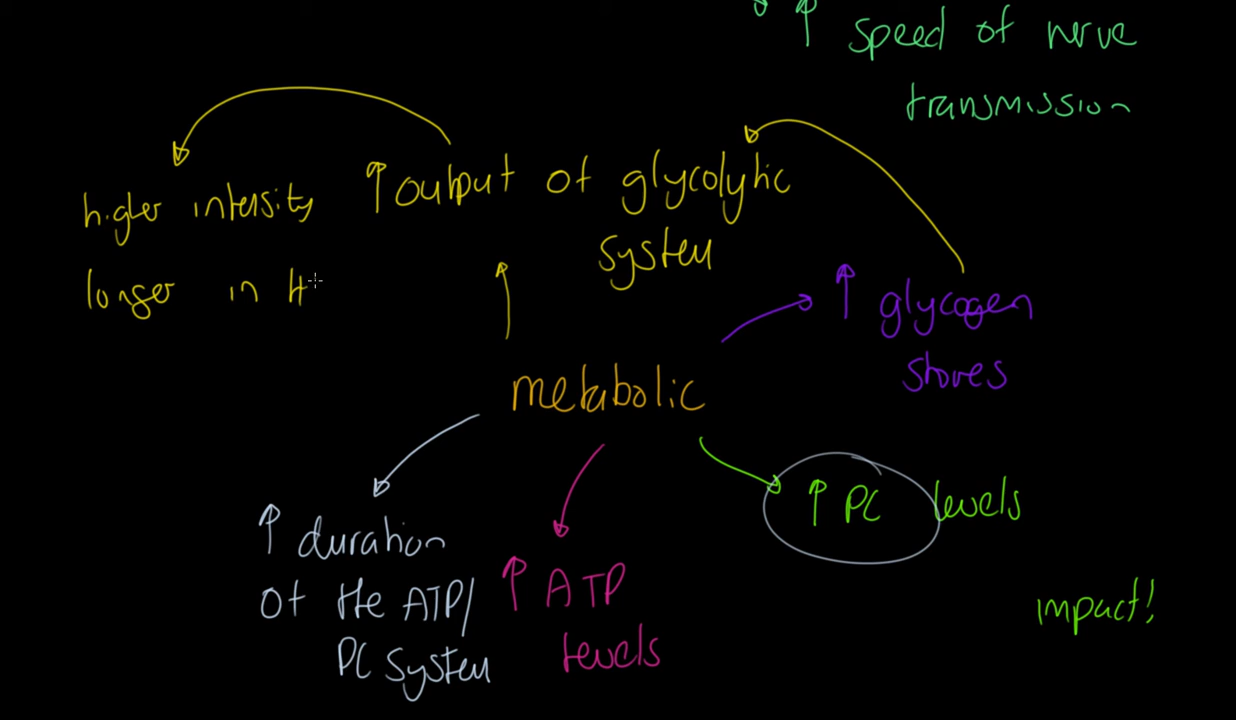 ↑ speed of nerve
transmission
↑ output of glycolytic
system
higher intensity
longer in H
metabolic
↑ glycogen
stores
↑ PC levels
impact!
↑ ATP
levels
↑ duration
of the ATP/
PC system